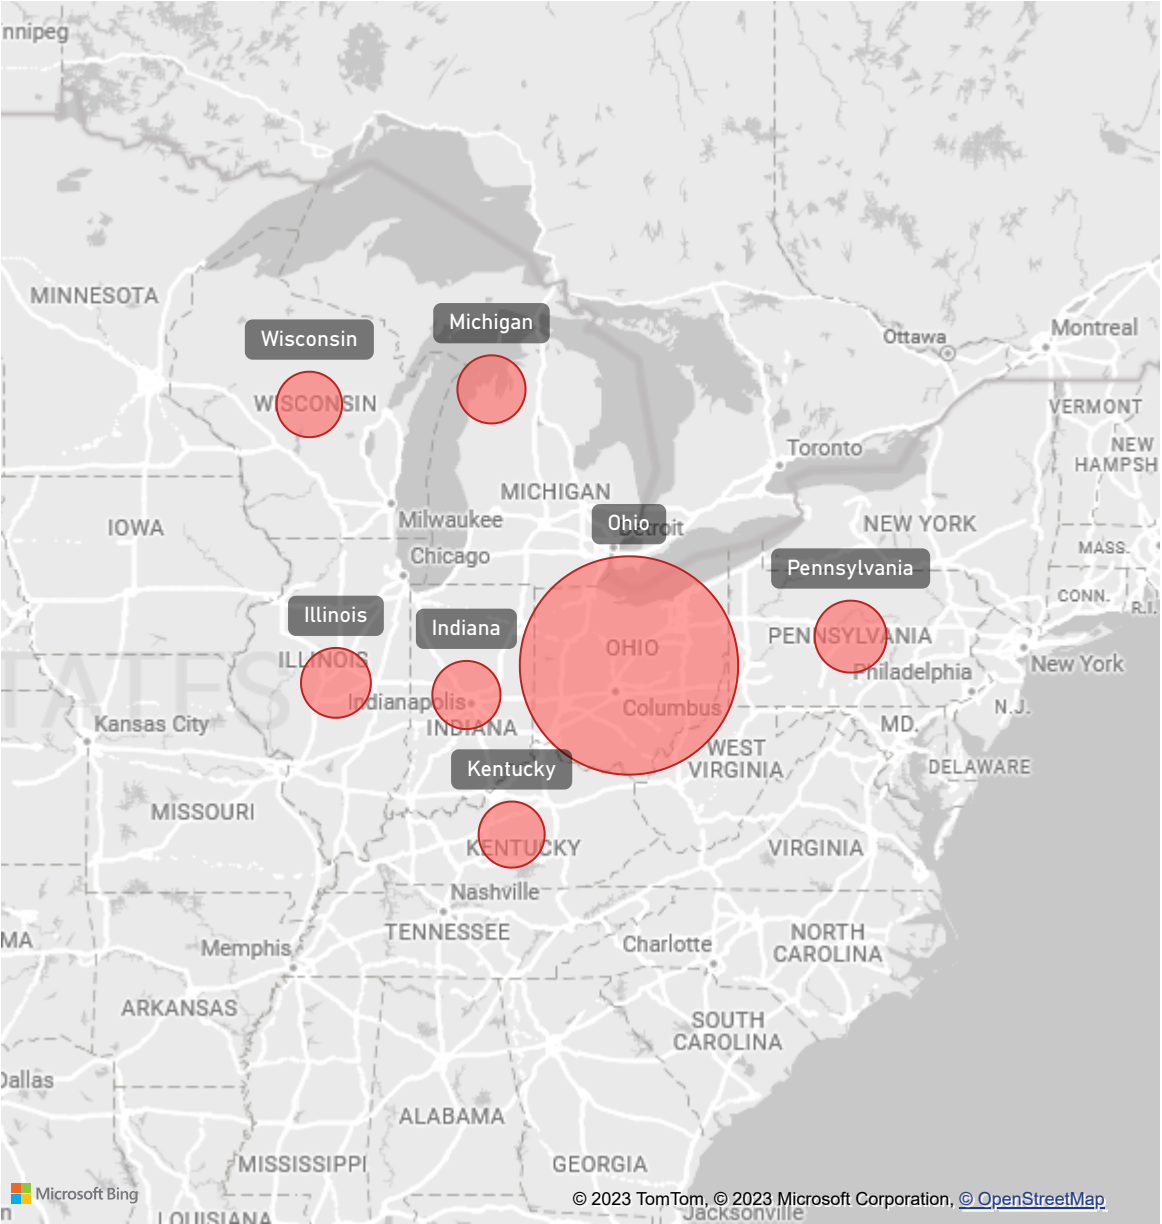 nnipeg
MINNESOTA
Michigan
Wisconsin
Ottawa
Montreal
WISCONSIN
VERMONT
Toronto
NEW
HAMPSH
MICHIGAN
IOWA
Milwaukee
Ohio
Detroit
NEW YORK
MASS.
Chicago
Pennsylvania
CONN.
R.I.
Illinois
Indiana
PENNSYLVANIA
OHIO
ILLINOIS
New York
Philadelphia
TATES
Indianapolis
Columbus
N.J.
Kansas City
INDIANA
MD.
WEST
VIRGINIA
DELAWARE
Kentucky
MISSOURI
KENTUCKY
VIRGINIA
Nashville
TENNESSEE
NORTH
CAROLINA
MA
Memphis
Charlotte
ARKANSAS
SOUTH
CAROLINA
Dallas
ALABAMA
MISSISSIPPI
GEORGIA
Microsoft Bing
© 2023 TomTom, © 2023 Microsoft Corporation, © OpenStreetMap
n
LOUISIANA
Jacksonville